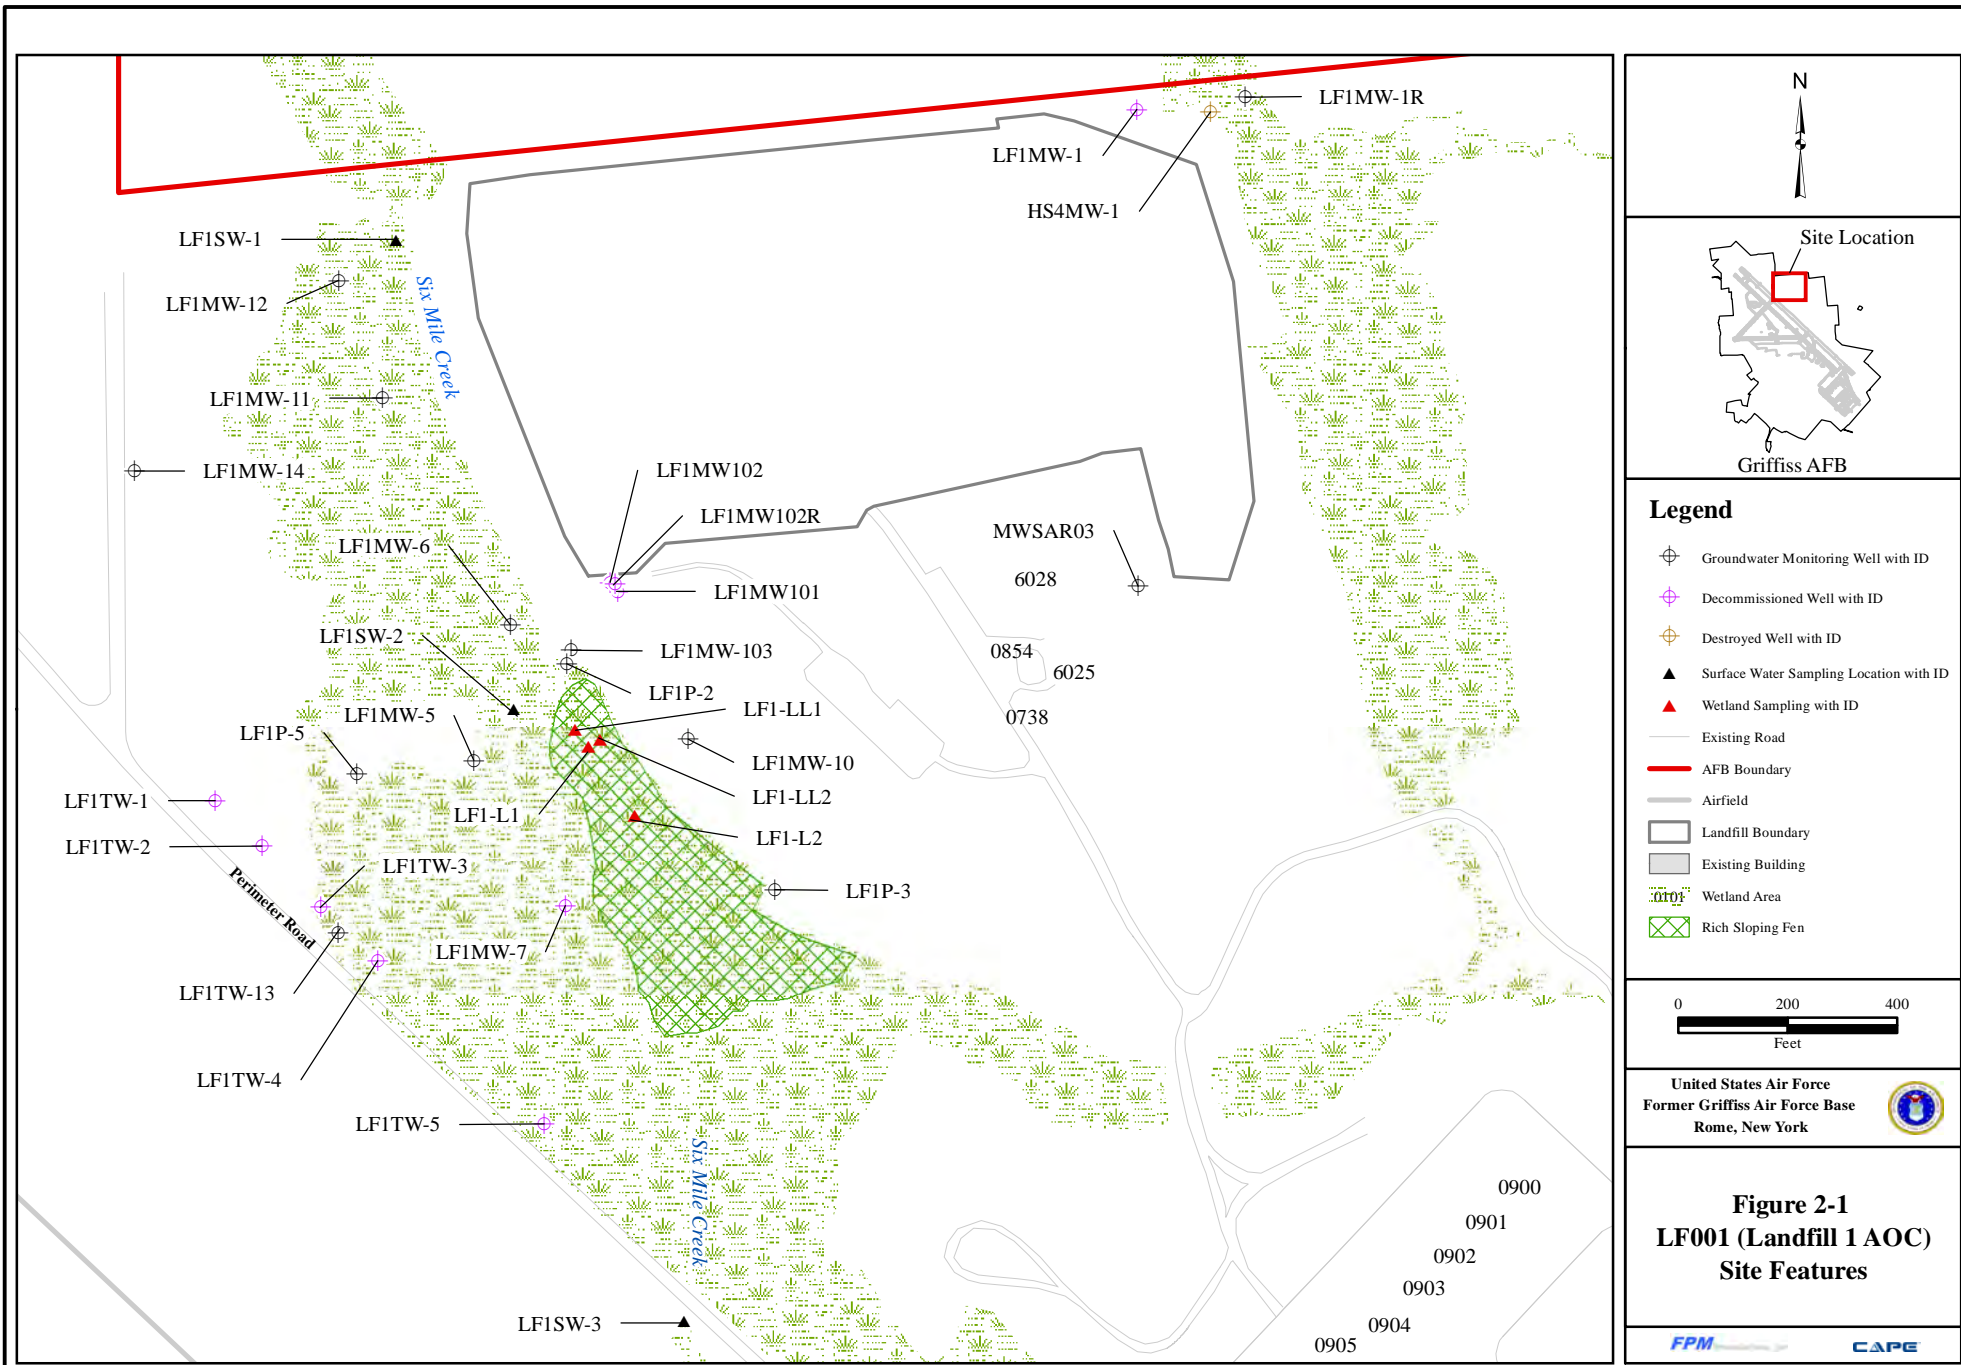 LF1MW-1R
LF1MW-1
HS4MW-1
LF1SW-1
LF1MW-12
Six Mile Creek
LF1MW-11
LF1MW-14
LF1MW102
LF1MW102R
MWSAR03
LF1MW-6
6028
LF1MW101
LF1SW-2
LF1MW-103
0854
6025
LF1P-2
LF1MW-5
LF1-LL1
0738
LF1P-5
LF1MW-10
LF1TW-1
LF1-LL2
LF1-L1
LF1-L2
LF1TW-2
LF1TW-3
LF1P-3
Perimeter Road
LF1MW-7
LF1TW-13
LF1TW-4
LF1TW-5
Six Mile Creek
0900
0901
0902
0903
0904
0905
LF1SW-3
N
Site Location
Griffiss AFB
Legend
Groundwater Monitoring Well with ID
Decommissioned Well with ID
Destroyed Well with ID
Surface Water Sampling Location with ID
Wetland Sampling with ID
Existing Road
AFB Boundary
Airfield
Landfill Boundary
Existing Building
0101
Wetland Area
Rich Sloping Fen
0 200 400
Feet
United States Air Force
Former Griffiss Air Force Base
Rome, New York
Figure 2-1
LF001 (Landfill 1 AOC)
Site Features
FPM
CAPE